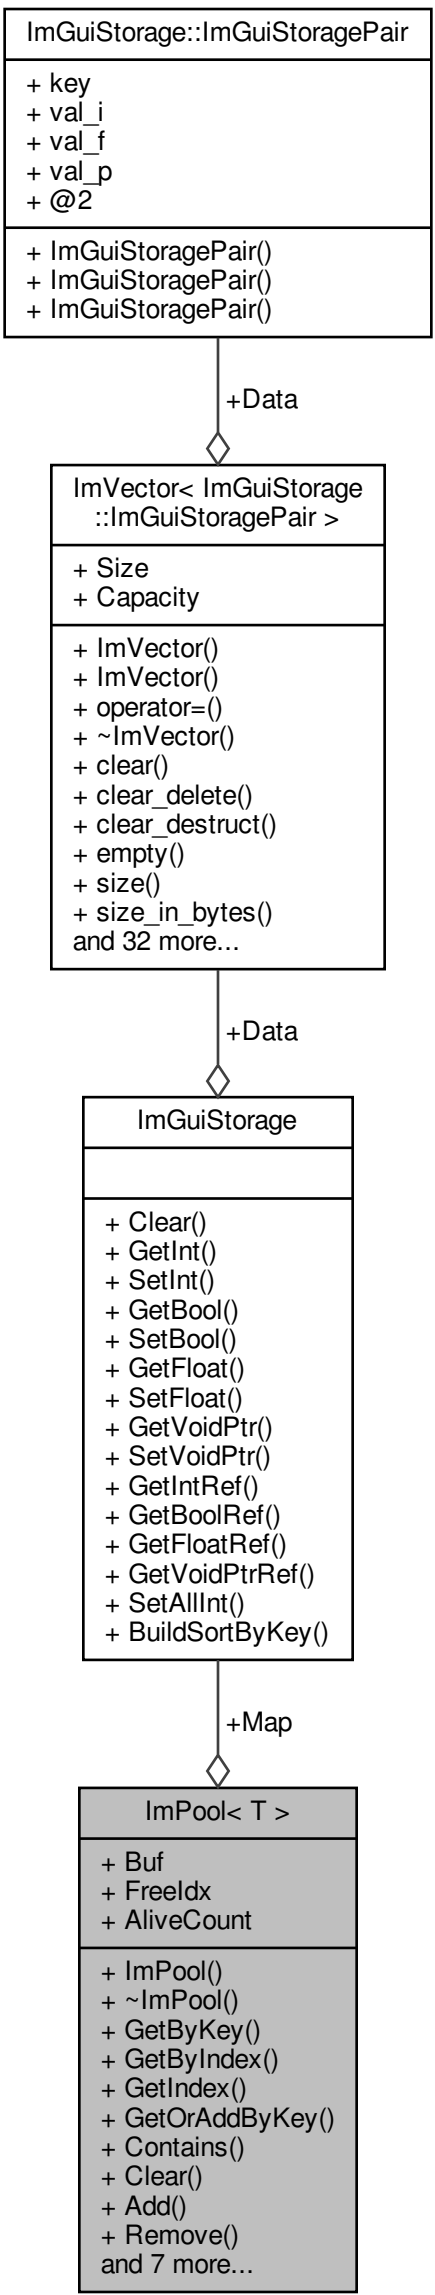 ImGuiStorage::ImGuiStoragePair
+ key
+ val_i
+ val_f
+ val_p
+ @2
+ ImGuiStoragePair()
+ ImGuiStoragePair()
+ ImGuiStoragePair()
+Data
ImVector< ImGuiStorage
::ImGuiStoragePair >
+ Size
+ Capacity
+ ImVector()
+ ImVector()
+ operator=()
+ ~ImVector()
+ clear()
+ clear_delete()
+ clear_destruct()
+ empty()
+ size()
+ size_in_bytes()
and 32 more...
+Data
ImGuiStorage
+ Clear()
+ GetInt()
+ SetInt()
+ GetBool()
+ SetBool()
+ GetFloat()
+ SetFloat()
+ GetVoidPtr()
+ SetVoidPtr()
+ GetIntRef()
+ GetBoolRef()
+ GetFloatRef()
+ GetVoidPtrRef()
+ SetAllInt()
+ BuildSortByKey()
+Map
ImPool< T >
+ Buf
+ FreeIdx
+ AliveCount
+ ImPool()
+ ~ImPool()
+ GetByKey()
+ GetByIndex()
+ GetIndex()
+ GetOrAddByKey()
+ Contains()
+ Clear()
+ Add()
+ Remove()
and 7 more...